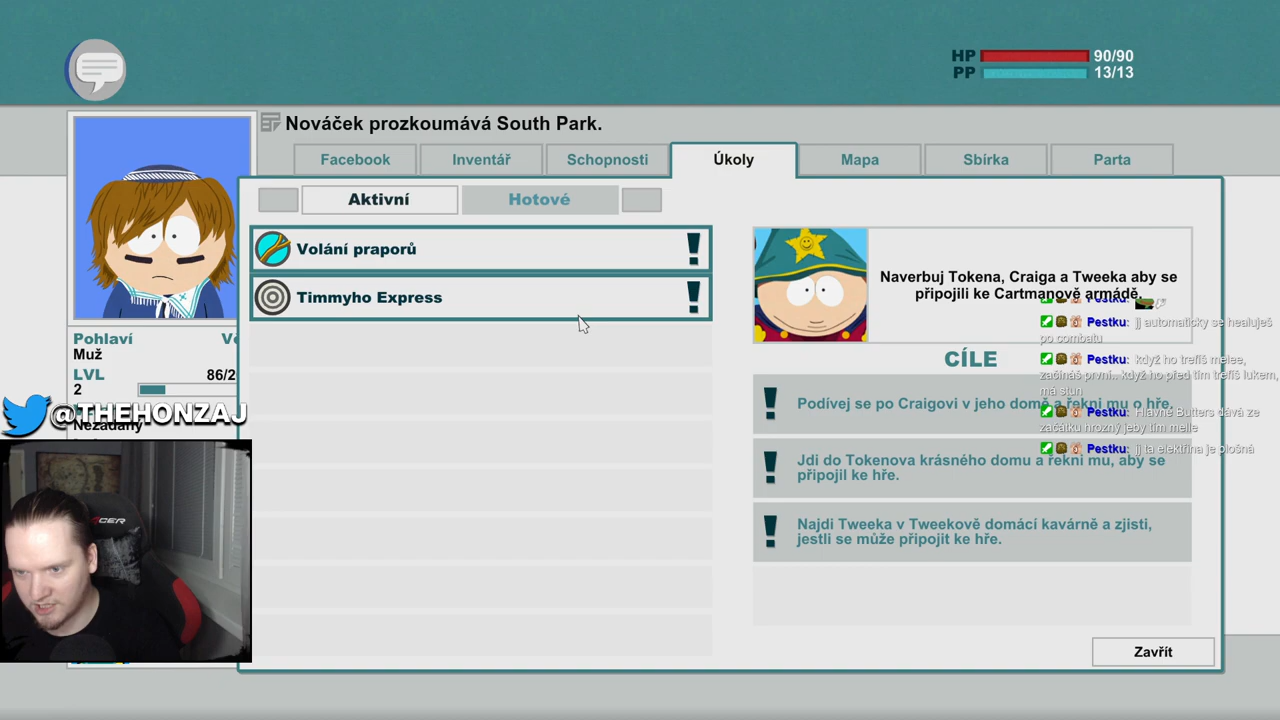 HP 90/90
PP 13/13
Nováček prozkoumává South Park.
Facebook Inventář Schopnosti Úkoly Mapa Sbírka Parta
Aktivní Hotové
Volání praporů !
Timmyho Express !
Naverbuj Tokena, Craiga a Tweeka aby se
připojili ke Cartmanově armádě.
Pestku: jj automaticky se healuješ
po combatu
CÍLE
Pestku: když ho trefíš melee,
začínáš první.. když ho před tím trefíš lukem,
má stun
! Podívej se po Craigovi v jeho domě a řekni mu o hře.
Pestku: Hlavně Butters dává ze
začátku hrozný jeby tím melle
Pestku: jj ta elektřina je plošná
! Jdi do Tokenova krásného domu a řekni mu, aby se
připojil ke hře.
! Najdi Tweeka v Tweekově domácí kavárně a zjisti,
jestli se může připojit ke hře.
Zavřít
Pohlaví
Muž
LVL 86/2
2
@THEHONZAJ
Nežádaný